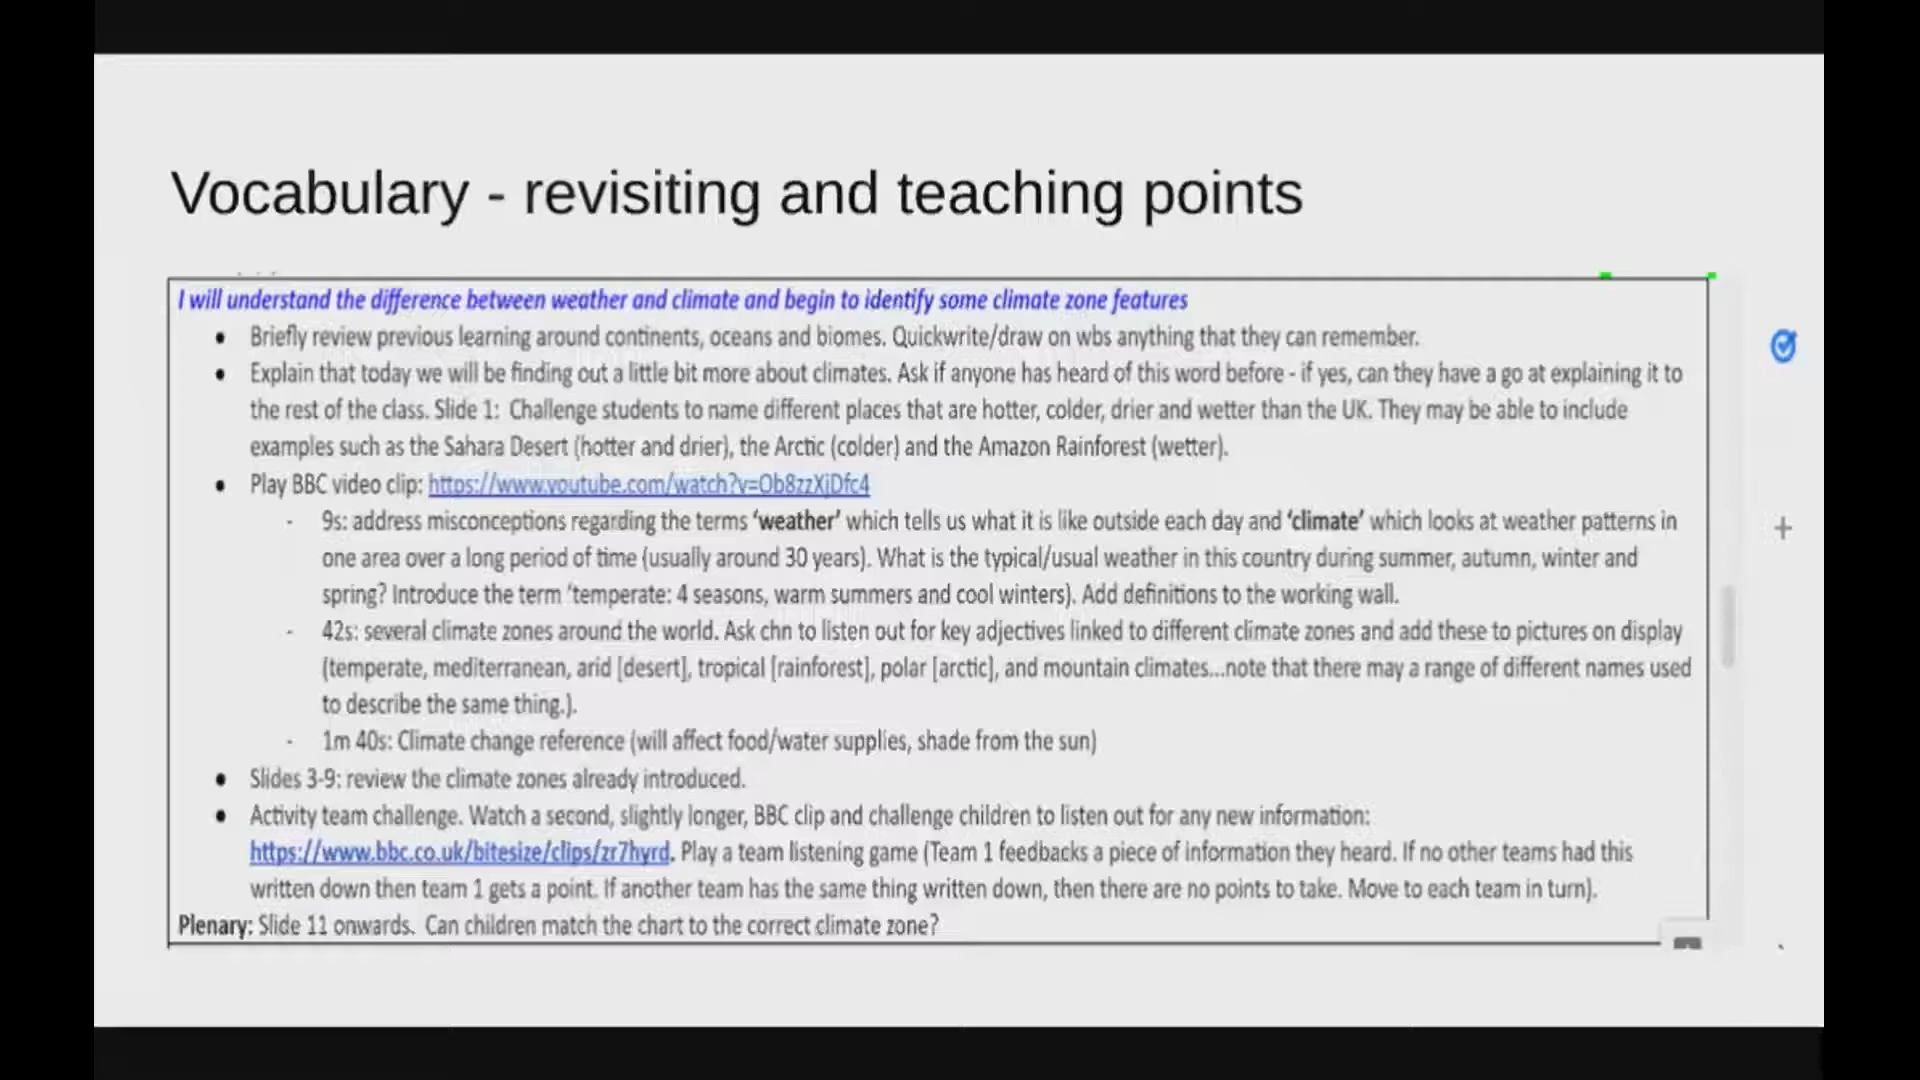 Vocabulary - revisiting and teaching points
I will understand the difference between weather and climate and begin to identify some climate zone features
● Briefly review previous learning around continents, oceans and biomes. Quickwrite/draw on wbs anything that they can remember.
● Explain that today we will be finding out a little bit more about climates. Ask if anyone has heard of this word before - if yes, can they have a go at explaining it to
the rest of the class. Slide 1: Challenge students to name different places that are hotter, colder, drier and wetter than the UK. They may be able to include
examples such as the Sahara Desert (hotter and drier), the Arctic (colder) and the Amazon Rainforest (wetter).
● Play BBC video clip: https://www.youtube.com/watch?v=Ob8zzXjDfc4
- 9s: address misconceptions regarding the terms ‘weather’ which tells us what it is like outside each day and ‘climate’ which looks at weather patterns in
one area over a long period of time (usually around 30 years). What is the typical/usual weather in this country during summer, autumn, winter and
spring? Introduce the term ‘temperate: 4 seasons, warm summers and cool winters). Add definitions to the working wall.
- 42s: several climate zones around the world. Ask chn to listen out for key adjectives linked to different climate zones and add these to pictures on display
(temperate, mediterranean, arid [desert], tropical [rainforest], polar [arctic], and mountain climates...note that there may a range of different names used
to describe the same thing.).
- 1m 40s: Climate change reference (will affect food/water supplies, shade from the sun)
● Slides 3-9: review the climate zones already introduced.
● Activity team challenge. Watch a second, slightly longer, BBC clip and challenge children to listen out for any new information:
https://www.bbc.co.uk/bitesize/clips/zr7hyrd. Play a team listening game (Team 1 feedbacks a piece of information they heard. If no other teams had this
written down then team 1 gets a point. If another team has the same thing written down, then there are no points to take. Move to each team in turn).
Plenary: Slide 11 onwards. Can children match the chart to the correct climate zone?